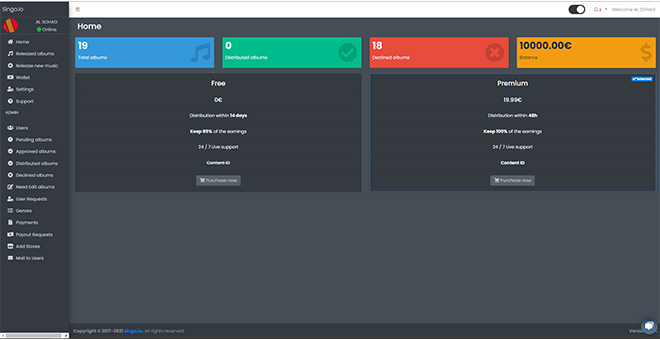 Singo.io
AL SOHAG
Online
Home
Released albums
Release new music
Wallet
Settings
Support
ADMIN
Users
Pending albums
Approved albums
Distributed albums
Declined albums
Need Edit albums
User Requests
Genres
Payments
Payout Requests
Add Stores
Mail to Users
Welcome AL SOHAG
Home
19
Total albums
0
Distributed albums
18
Declined albums
10000.00€
Balance
Free
0€
Distribution within 14 days
Keep 85% of the earnings
24 / 7 Live support
Content ID
Purchase now
Selected
Premium
19.99€
Distribution within 48h
Keep 100% of the earnings
24 / 7 Live support
Content ID
Purchase now
Copyright © 2017-2021 singo.io. All rights reserved.